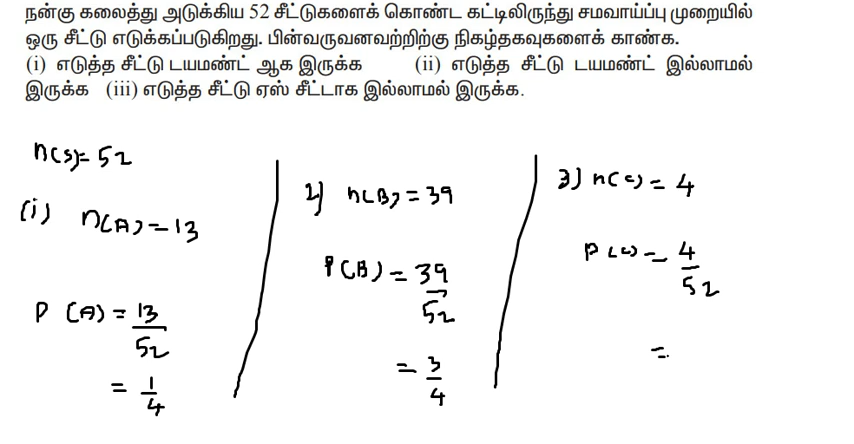 நன்கு கலைத்து அடுக்கிய 52 சீட்டுகளைக் கொண்ட கட்டிலிருந்து சமவாய்ப்பு முறையில்
ஒரு சீட்டு எடுக்கப்படுகிறது. பின்வருவனவற்றிற்கு நிகழ்தகவுகளைக் காண்க.
(i) எடுத்த சீட்டு டயமண்ட் ஆக இருக்க (ii) எடுத்த சீட்டு டயமண்ட் இல்லாமல்
இருக்க (iii) எடுத்த சீட்டு ஏஸ் சீட்டாக இல்லாமல் இருக்க.
n(S)= 52
(i) n(A) = 13
P (A) = 13/52
= 1/4
2) n(B) = 39
P(B) = 39/52
= 3/4
3) n(C) = 4
P(C) = 4/52
=